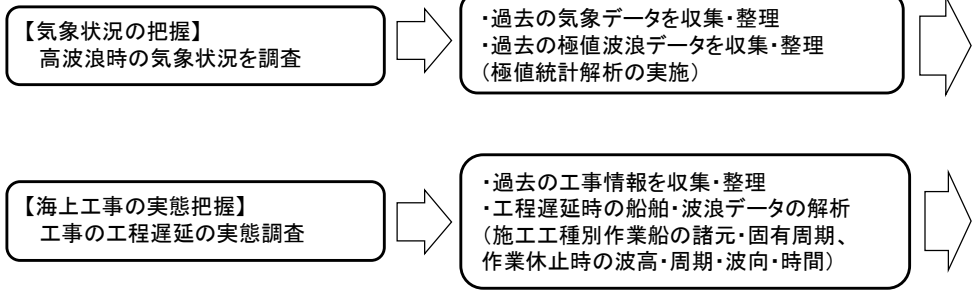 【気象状況の把握】
高波浪時の気象状況を調査
・過去の気象データを収集・整理
・過去の極値波浪データを収集・整理
（極値統計解析の実施）
【海上工事の実態把握】
工事の工程遅延の実態調査
・過去の工事情報を収集・整理
・工程遅延時の船舶・波浪データの解析
（施工工種別作業船の諸元・固有周期、
作業休止時の波高・周期・波向・時間）